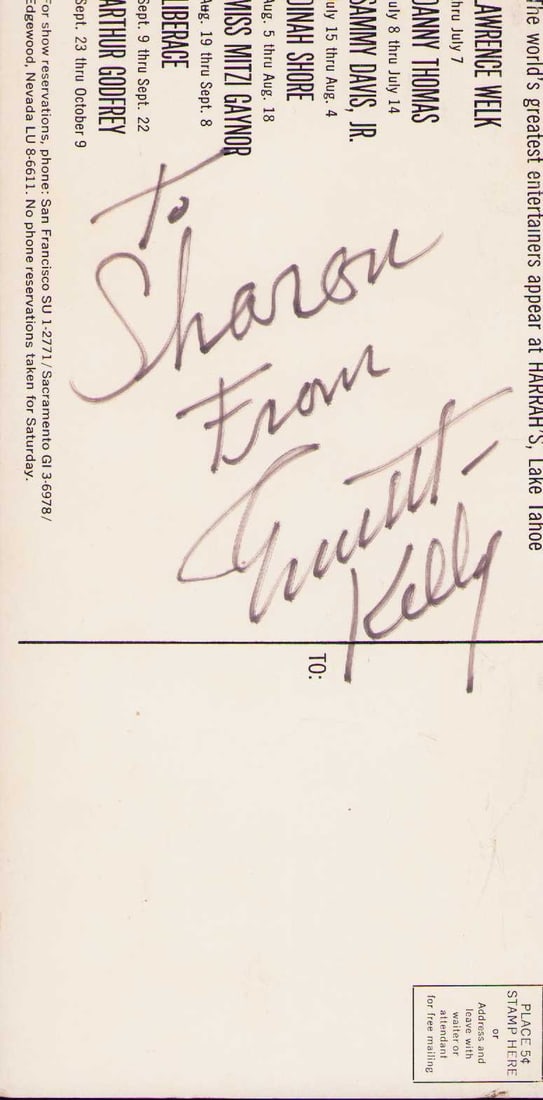 The world's greatest entertainers appear at HARRAH'S, Lake Tahoe
LAWRENCE WELK
thru July 7
DANNY THOMAS
July 8 thru July 14
SAMMY DAVIS, JR.
July 15 thru Aug. 4
DINAH SHORE
Aug. 5 thru Aug. 18
MISS MITZI GAYNOR
Aug. 19 thru Sept. 8
LIBERACE
Sept. 9 thru Sept. 22
ARTHUR GODFREY
Sept. 23 thru October 9
For show reservations, phone: San Francisco SU 1-2771/Sacramento GI 3-6978/
Edgewood, Nevada LU 8-6611. No phone reservations taken for Saturday.
To
Sharon
From
Emmett
Kelly
TO:
PLACE 5¢
STAMP HERE
or
Address and
leave with
waiter or
attendant
for free mailing